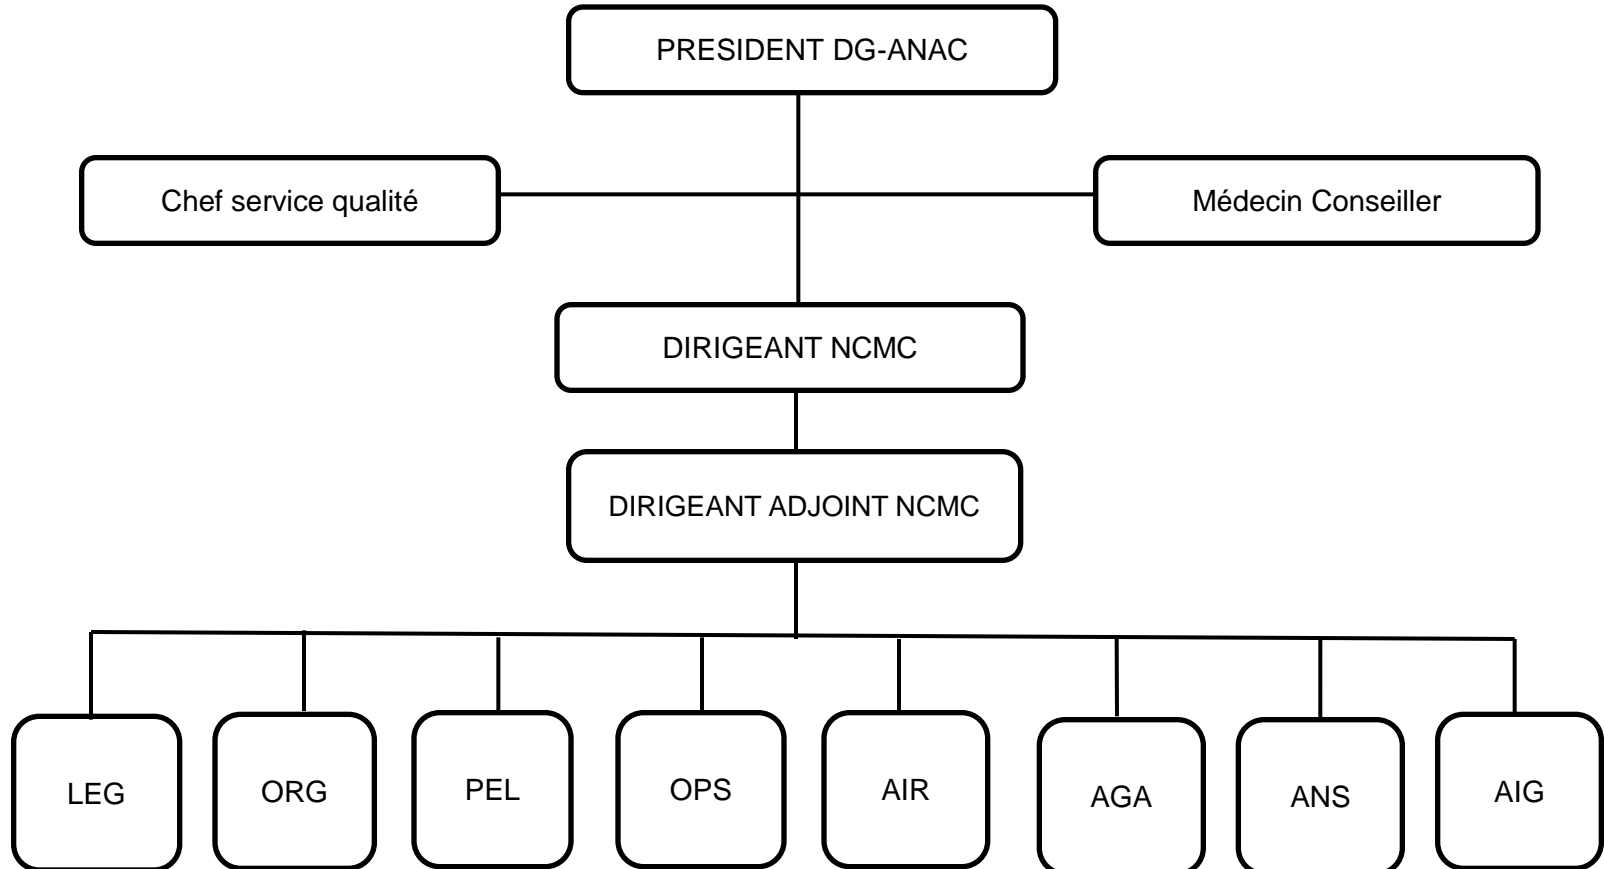 PRESIDENT DG-ANAC
Chef service qualité
Médecin Conseiller
DIRIGEANT NCMC
DIRIGEANT ADJOINT NCMC
LEG
ORG
PEL
OPS
AIR
AGA
ANS
AIG